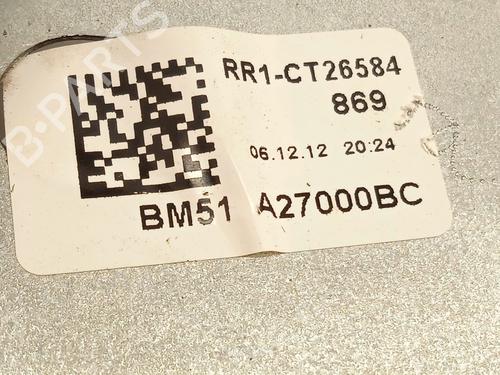 RR1-CT26584
869
06.12.12 20:24
BM51 A27000BC
B-PARTS